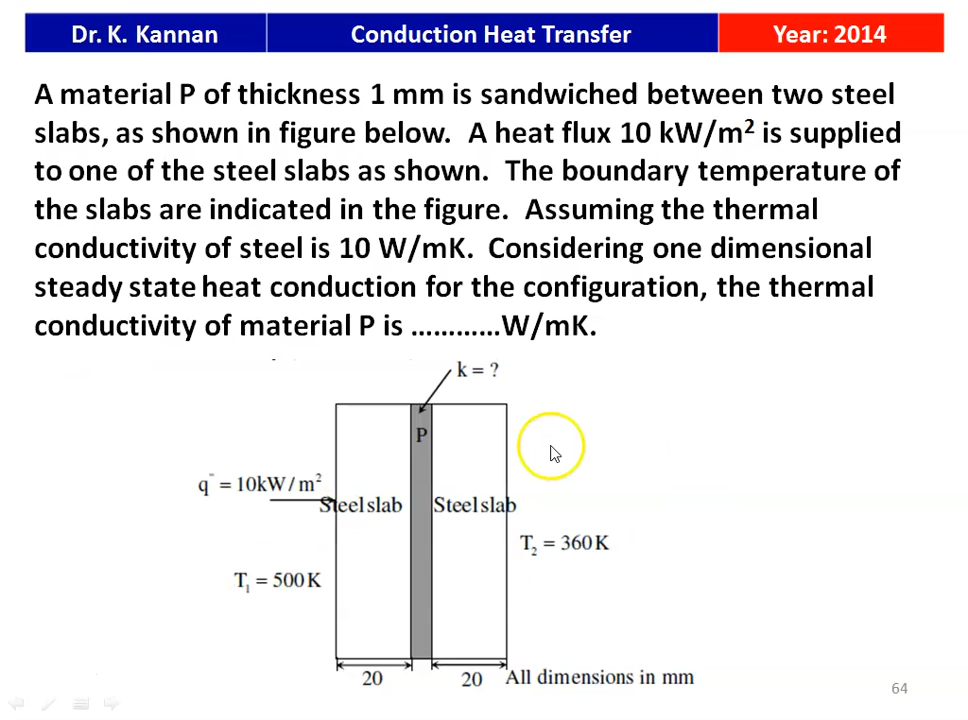 Dr. K. Kannan
Conduction Heat Transfer
Year: 2014
A material P of thickness 1 mm is sandwiched between two steel
slabs, as shown in figure below. A heat flux 10 kW/m² is supplied
to one of the steel slabs as shown. The boundary temperature of
the slabs are indicated in the figure. Assuming the thermal
conductivity of steel is 10 W/mK. Considering one dimensional
steady state heat conduction for the configuration, the thermal
conductivity of material P is …………W/mK.
k = ?
P
q" = 10kW/m²
Steel slab
Steel slab
T₂ = 360K
T₁ = 500K
20
20
All dimensions in mm
64